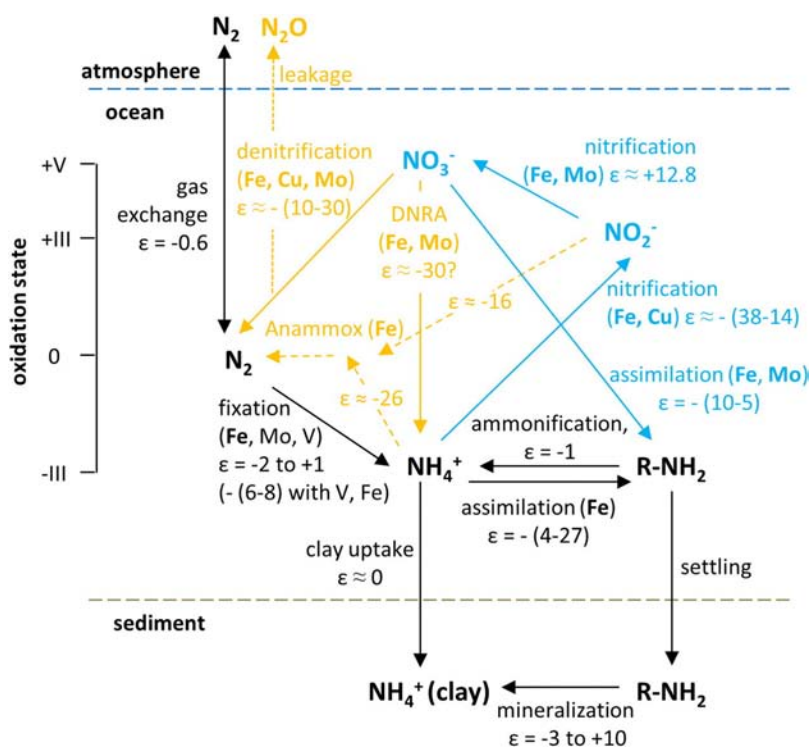 N₂ N₂O
atmosphere
leakage
ocean
oxidation state
+V
+III
0
-III
gas
exchange
ε = -0.6
denitrification
(Fe, Cu, Mo)
ε ≈ - (10-30)
NO₃⁻
DNRA
(Fe, Mo)
ε ≈ -30?
nitrification
(Fe, Mo) ε ≈ +12.8
NO₂⁻
nitrification
(Fe, Cu) ε ≈ - (38-14)
ε ≈ -16
Anammox (Fe)
N₂
ε ≈ -26
assimilation (Fe, Mo)
ε = - (10-5)
fixation
(Fe, Mo, V)
ε = -2 to +1
(- (6-8) with V, Fe)
ammonification,
ε = -1
NH₄⁺
R-NH₂
assimilation (Fe)
ε = - (4-27)
clay uptake
ε ≈ 0
settling
sediment
NH₄⁺ (clay)
R-NH₂
mineralization
ε = -3 to +10